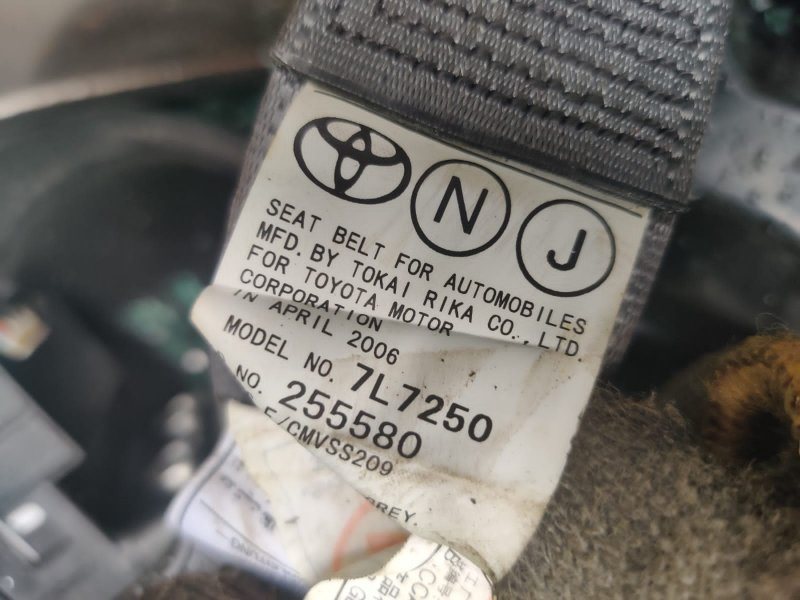 N J
SEAT BELT FOR AUTOMOBILES
MFD. BY TOKAI RIKA CO., LTD.
FOR TOYOTA MOTOR
CORPORATION
IN APRIL 2006
MODEL NO. 7L7250
NO. 255580
/CMVSS209
GREY.